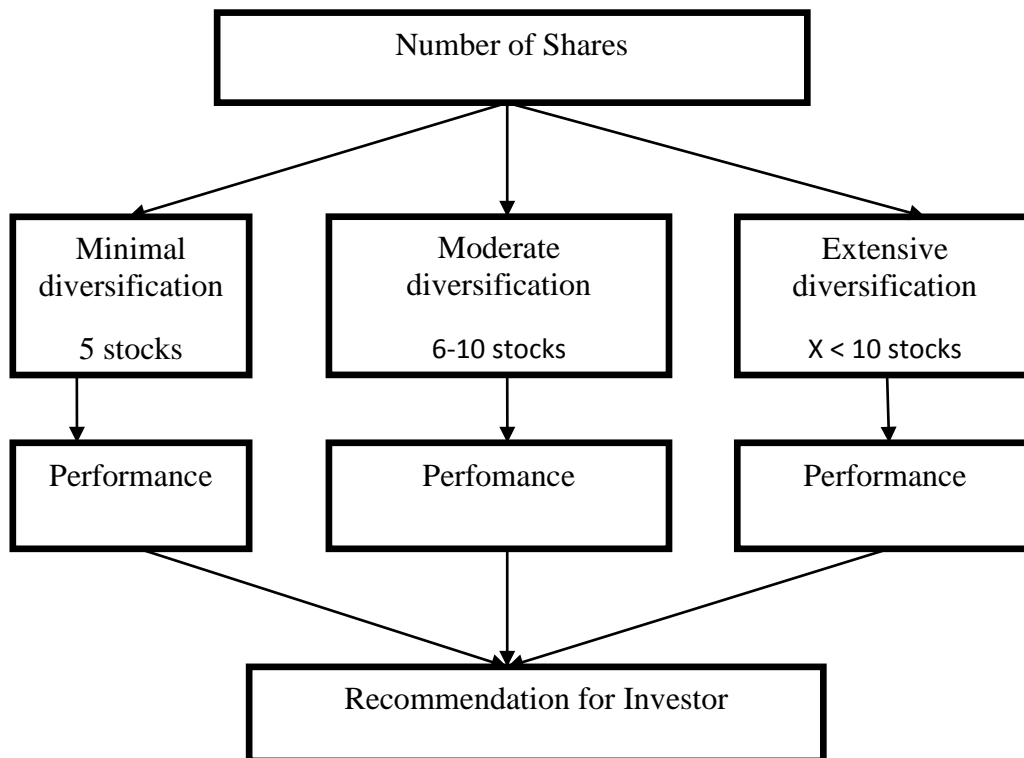 Number of Shares
Minimal
diversification
5 stocks
Moderate
diversification
6-10 stocks
Extensive
diversification
X < 10 stocks
Performance
Perfomance
Performance
Recommendation for Investor